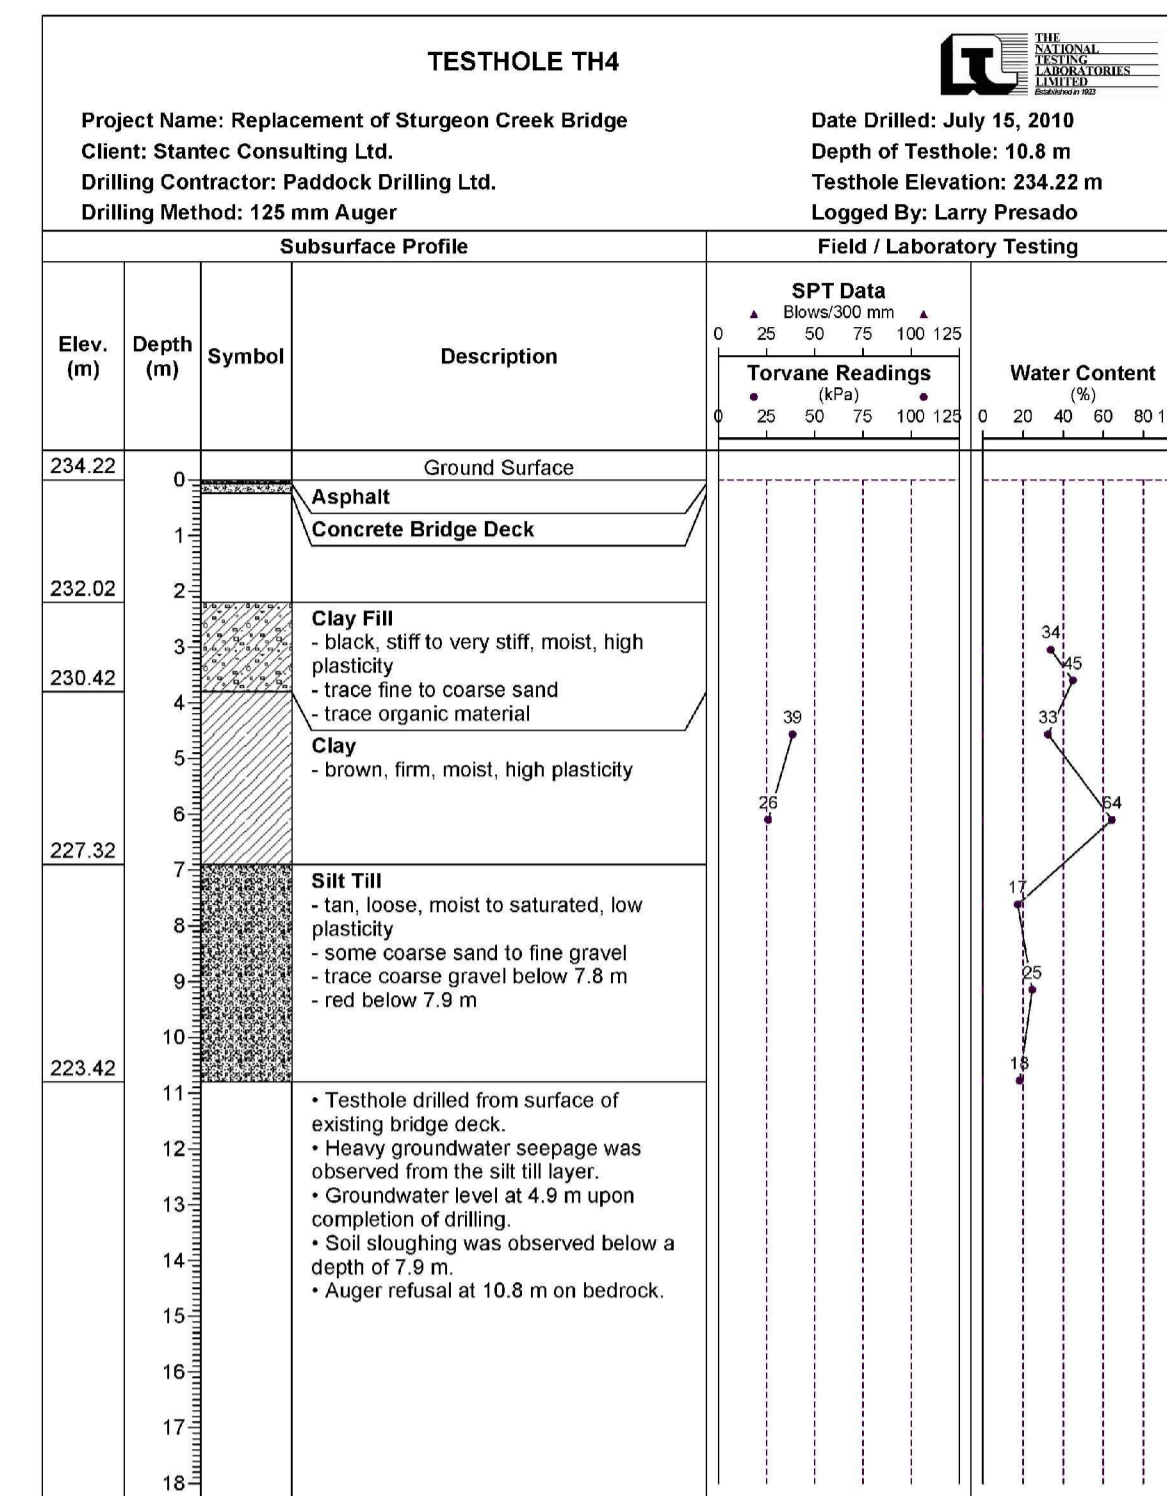 TESTHOLE TH4
THE
NATIONAL
TESTING
LABORATORIES
LIMITED
Established in 1923
Project Name: Replacement of Sturgeon Creek Bridge
Client: Stantec Consulting Ltd.
Drilling Contractor: Paddock Drilling Ltd.
Drilling Method: 125 mm Auger
Date Drilled: July 15, 2010
Depth of Testhole: 10.8 m
Testhole Elevation: 234.22 m
Logged By: Larry Presado
Subsurface Profile
Field / Laboratory Testing
Elev.
(m)
Depth
(m)
Symbol
Description
SPT Data
Blows/300 mm
0 25 50 75 100 125
Torvane Readings
(kPa)
0 25 50 75 100 125
Water Content
(%)
0 20 40 60 80 1
234.22
232.02
230.42
227.32
223.42
0
1
2
3
4
5
6
7
8
9
10
11
12
13
14
15
16
17
18
Ground Surface
Asphalt
Concrete Bridge Deck
Clay Fill
- black, stiff to very stiff, moist, high
plasticity
- trace fine to coarse sand
- trace organic material
Clay
- brown, firm, moist, high plasticity
Silt Till
- tan, loose, moist to saturated, low
plasticity
- some coarse sand to fine gravel
- trace coarse gravel below 7.8 m
- red below 7.9 m
• Testhole drilled from surface of
existing bridge deck.
• Heavy groundwater seepage was
observed from the silt till layer.
• Groundwater level at 4.9 m upon
completion of drilling.
• Soil sloughing was observed below a
depth of 7.9 m.
• Auger refusal at 10.8 m on bedrock.
39
26
34
45
33
64
17
25
18